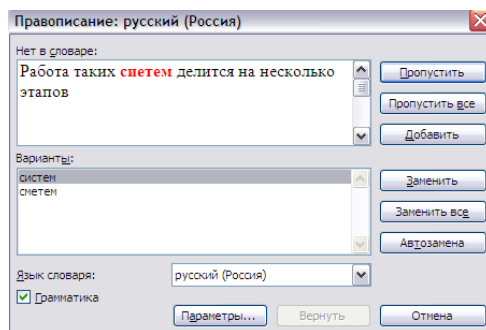 Правописание: русский (Россия)
Нет в словаре:
Работа таких сиетем делится на несколько
этапов
Пропустить
Пропустить все
Добавить
Варианты:
систем
сметем
Заменить
Заменить все
Автозамена
Язык словаря:
русский (Россия)
Грамматика
Параметры...
Вернуть
Отмена